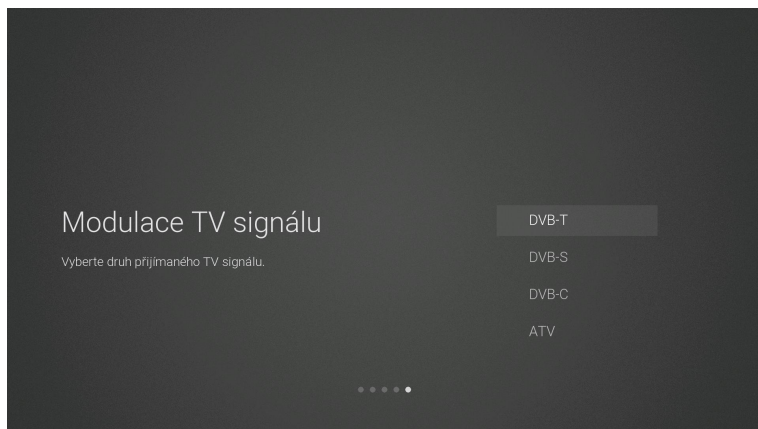 Modulace TV signálu
Vyberte druh přijímaného TV signálu.
DVB-T
DVB-S
DVB-C
ATV